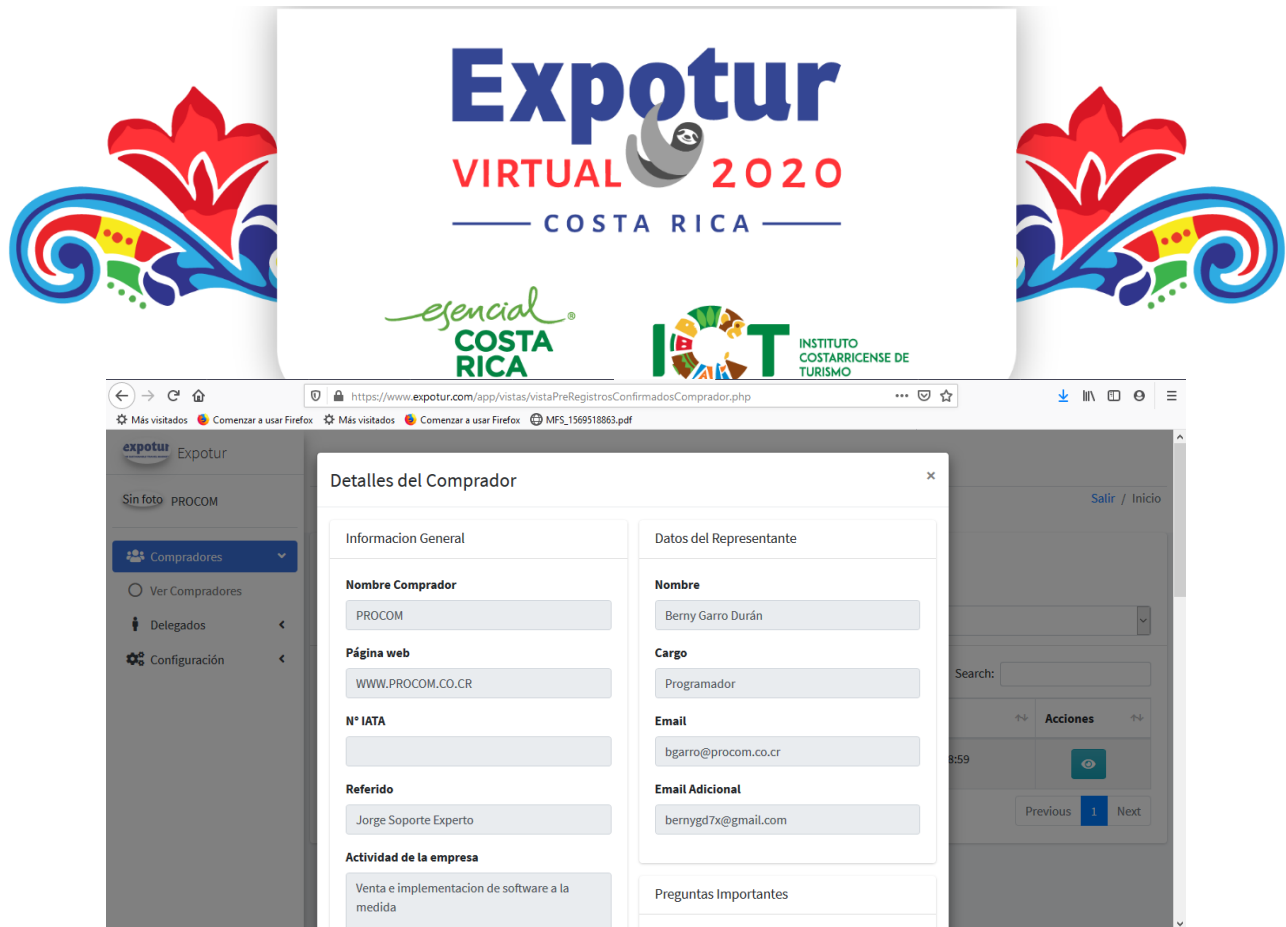 Expotur
VIRTUAL 2020
COSTA RICA
esencial
COSTA
RICA
ICT
INSTITUTO
COSTARRICENSE DE
TURISMO
https://www.expotur.com/app/vistas/vistaPreRegistrosConfirmadosComprador.php
Más visitados Comenzar a usar Firefox Más visitados Comenzar a usar Firefox MFS_1569518863.pdf
expotur Expotur
Sin foto PROCOM
Salir / Inicio
Compradores
Ver Compradores
Delegados
Configuración
Detalles del Comprador ×
Informacion General
Nombre Comprador
PROCOM
Página web
WWW.PROCOM.CO.CR
N° IATA
Referido
Jorge Soporte Experto
Actividad de la empresa
Venta e implementacion de software a la
medida
Datos del Representante
Nombre
Berny Garro Durán
Cargo
Programador
Email
bgarro@procom.co.cr
Email Adicional
bernygd7x@gmail.com
Preguntas Importantes
Search:
Acciones
8:59
Previous 1 Next